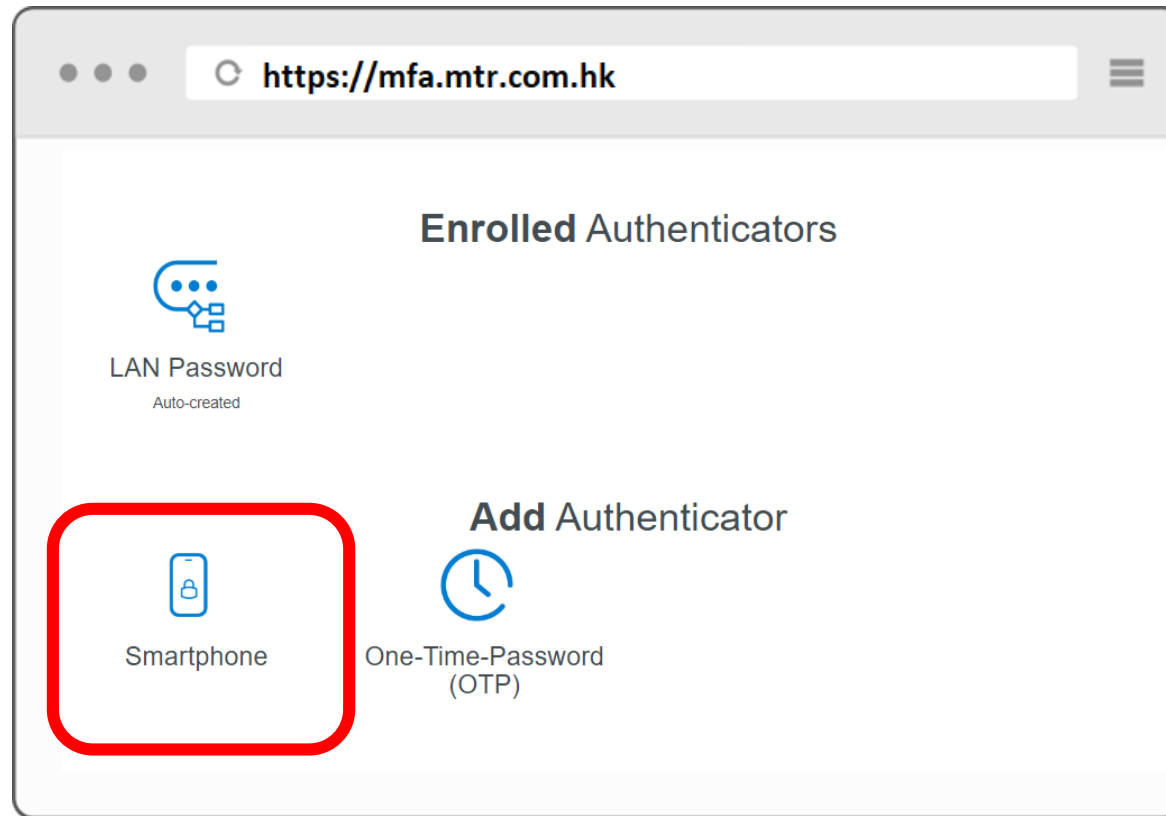 https://mfa.mtr.com.hk
Enrolled Authenticators
LAN Password
Auto-created
Add Authenticator
Smartphone
One-Time-Password
(OTP)